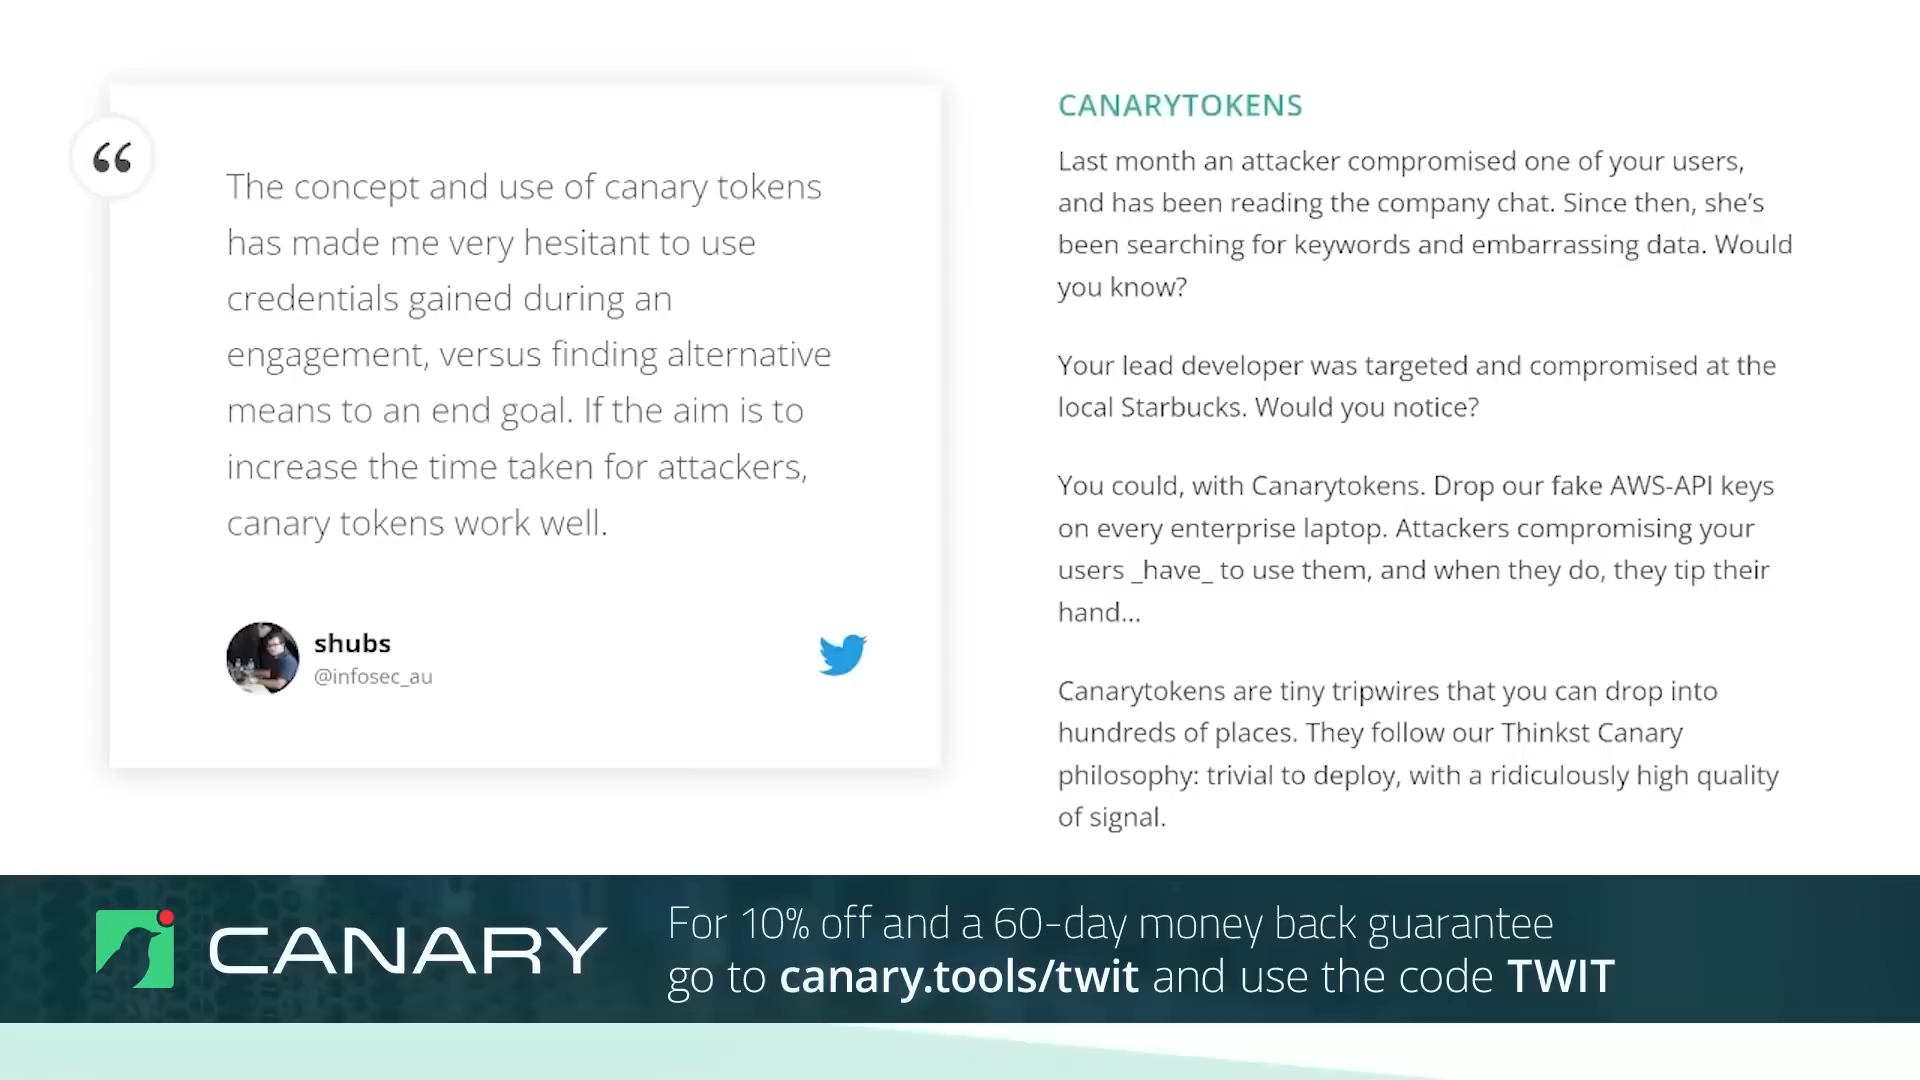 “
The concept and use of canary tokens
has made me very hesitant to use
credentials gained during an
engagement, versus finding alternative
means to an end goal. If the aim is to
increase the time taken for attackers,
canary tokens work well.
shubs
@infosec_au
CANARYTOKENS
Last month an attacker compromised one of your users,
and has been reading the company chat. Since then, she’s
been searching for keywords and embarrassing data. Would
you know?
Your lead developer was targeted and compromised at the
local Starbucks. Would you notice?
You could, with Canarytokens. Drop our fake AWS-API keys
on every enterprise laptop. Attackers compromising your
users _have_ to use them, and when they do, they tip their
hand...
Canarytokens are tiny tripwires that you can drop into
hundreds of places. They follow our Thinkst Canary
philosophy: trivial to deploy, with a ridiculously high quality
of signal.
CANARY
For 10% off and a 60-day money back guarantee
go to canary.tools/twit and use the code TWIT